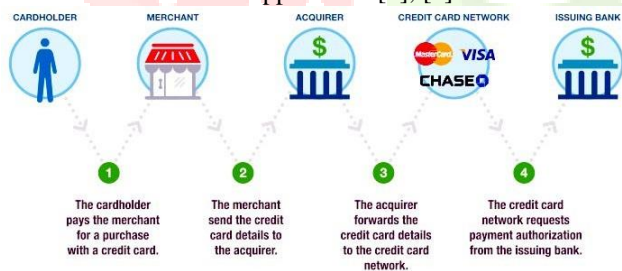 CARDHOLDER
MERCHANT
ACQUIRER
CREDIT CARD NETWORK
ISSUING BANK
$
MasterCard
VISA
CHASE
$
1
2
3
4
The cardholder
pays the merchant
for a purchase
with a credit card.
The merchant
send the credit
card details to
the acquirer.
The acquirer
forwards the
credit card details
to the credit card
network.
The credit card
network requests
payment authorization
from the issuing bank.